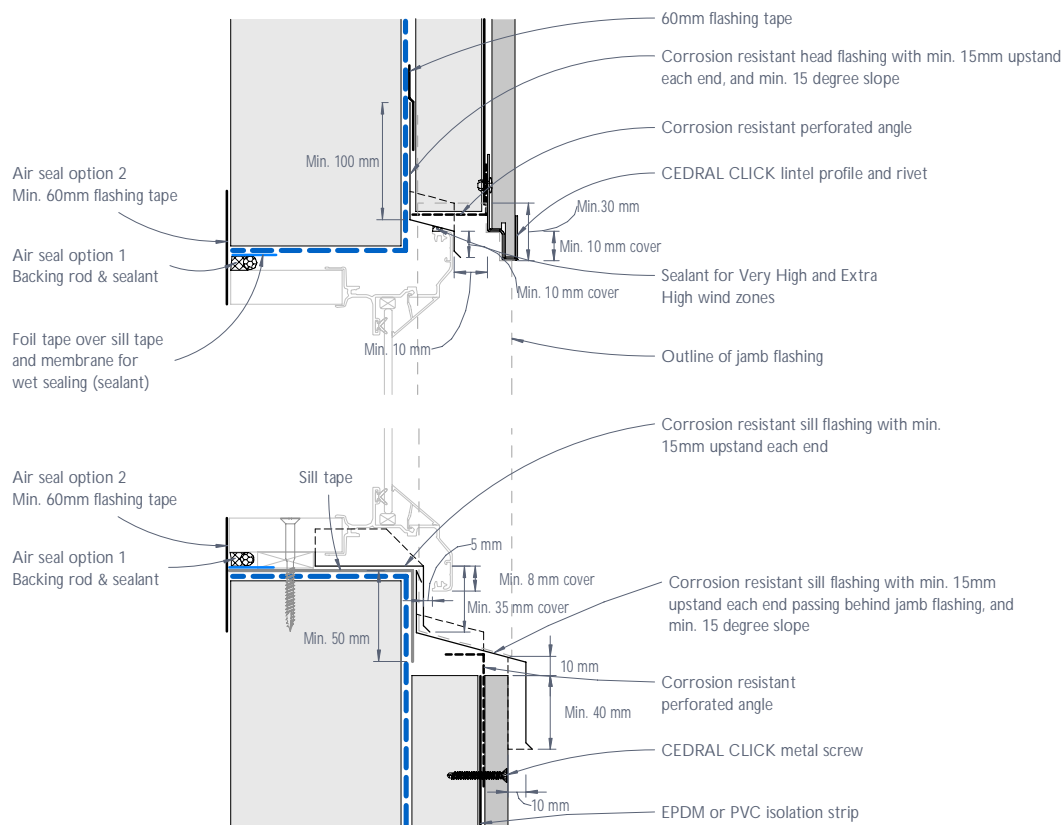 60mm flashing tape
Corrosion resistant head flashing with min. 15mm upstand
each end, and min. 15 degree slope
Corrosion resistant perforated angle
Min. 100 mm
Air seal option 2
Min. 60mm flashing tape
CEDRAL CLICK lintel profile and rivet
Min.30 mm
Min. 10 mm cover
Air seal option 1
Backing rod & sealant
Sealant for Very High and Extra
High wind zones
Min. 10 mm cover
Foil tape over sill tape
and membrane for
wet sealing (sealant)
Min. 10 mm
Outline of jamb flashing
Corrosion resistant sill flashing with min.
15mm upstand each end
Air seal option 2
Min. 60mm flashing tape
Sill tape
5 mm
Air seal option 1
Backing rod & sealant
Min. 8 mm cover
Min. 35 mm cover
Corrosion resistant sill flashing with min. 15mm
upstand each end passing behind jamb flashing, and
min. 15 degree slope
Min. 50 mm
10 mm
Corrosion resistant
perforated angle
Min. 40 mm
CEDRAL CLICK metal screw
10 mm
EPDM or PVC isolation strip